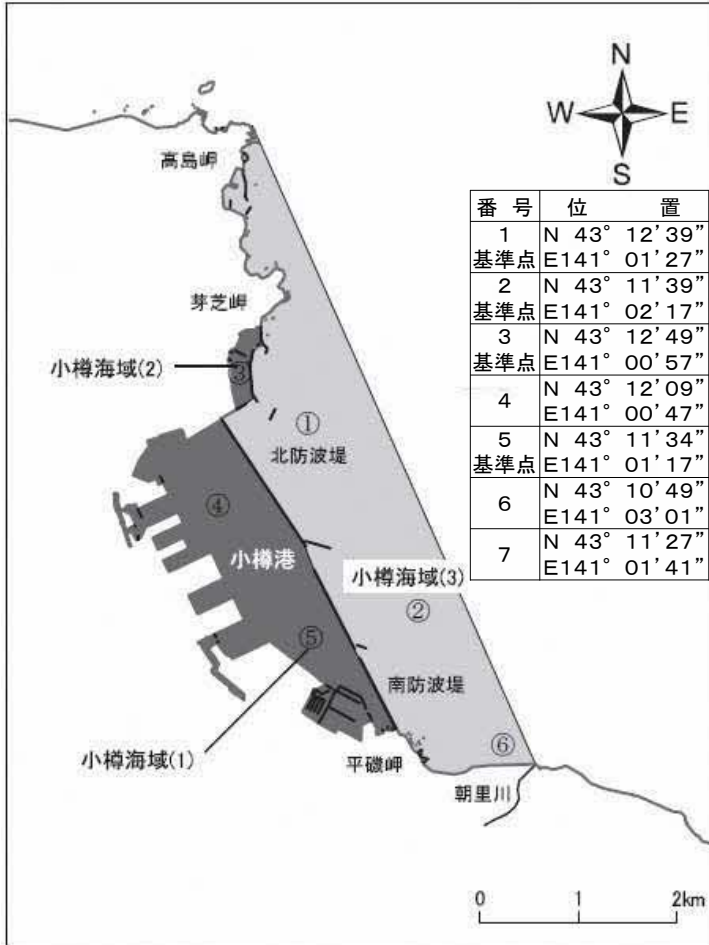 N
W
E
S
高島岬
番 号 位 置
1 N 43° 12’39”
基準点 E141° 01’27”
2 N 43° 11’39”
基準点 E141° 02’17”
3 N 43° 12’49”
基準点 E141° 00’57”
4 N 43° 12’09”
E141° 00’47”
5 N 43° 11’34”
基準点 E141° 01’17”
6 N 43° 10’49”
E141° 03’01”
7 N 43° 11’27”
E141° 01’41”
茅柴岬
小樽海域(2)
③
①
北防波堤
④
小樽港
小樽海域(3)
②
⑤
南防波堤
小樽海域(1)
平磯岬
⑥
朝里川
0 1 2km